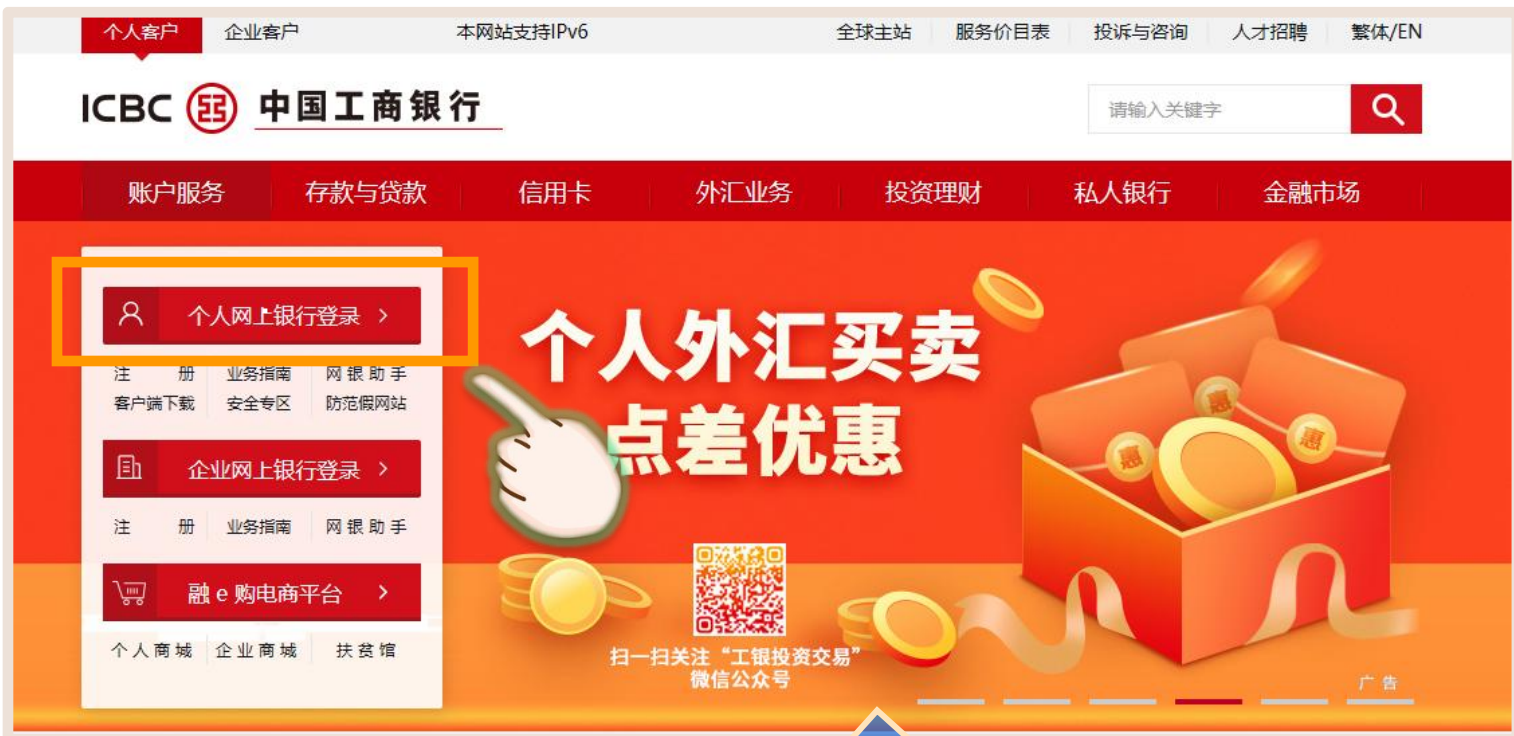 个人客户 企业客户 本网站支持IPv6 全球主站 服务价目表 投诉与咨询 人才招聘 繁体/EN
ICBC 中国工商银行
请输入关键字
账户服务 存款与贷款 信用卡 外汇业务 投资理财 私人银行 金融市场
个人网上银行登录 >
注 册 业务指南 网银助手
客户端下载 安全专区 防范假网站
企业网上银行登录 >
注 册 业务指南 网银助手
融e购电商平台 >
个人商城 企业商城 扶贫馆
个人外汇买卖
点差优惠
惠
惠
惠
扫一扫关注“工银投资交易”
微信公众号
广告